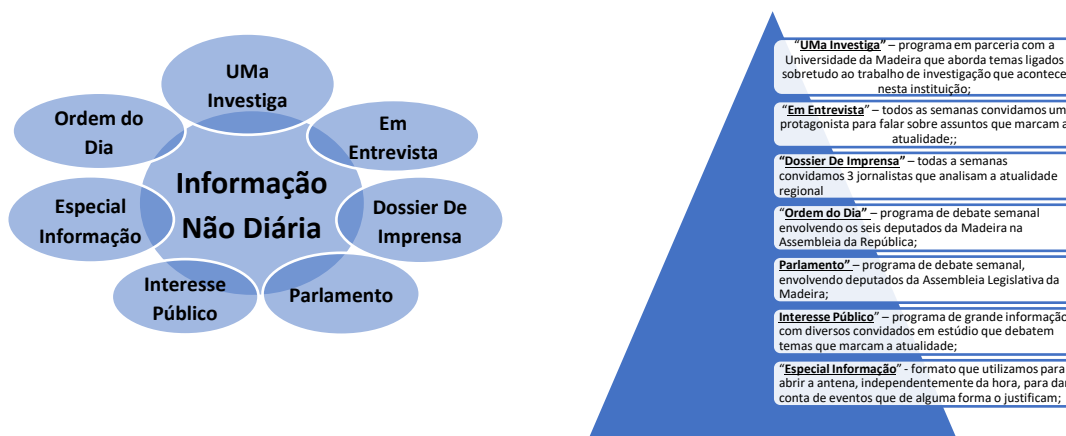 UMa
Investiga
Ordem do
Dia
Em
Entrevista
Informação
Não Diária
Especial
Informação
Dossier De
Imprensa
Interesse
Público
Parlamento
“UMa Investiga” – programa em parceria com a
Universidade da Madeira que aborda temas ligados
sobretudo ao trabalho de investigação que acontece
nesta instituição;
“Em Entrevista” – todos as semanas convidamos um
protagonista para falar sobre assuntos que marcam a
atualidade;;
“Dossier De Imprensa” – todas a semanas
convidamos 3 jornalistas que analisam a atualidade
regional
“Ordem do Dia” – programa de debate semanal
envolvendo os seis deputados da Madeira na
Assembleia da República;
Parlamento” – programa de debate semanal,
envolvendo deputados da Assembleia Legislativa da
Madeira;
Interesse Público” – programa de grande informação
com diversos convidados em estúdio que debatem
temas que marcam a atualidade;
“Especial Informação” - formato que utilizamos para
abrir a antena, independentemente da hora, para dar
conta de eventos que de alguma forma o justificam;